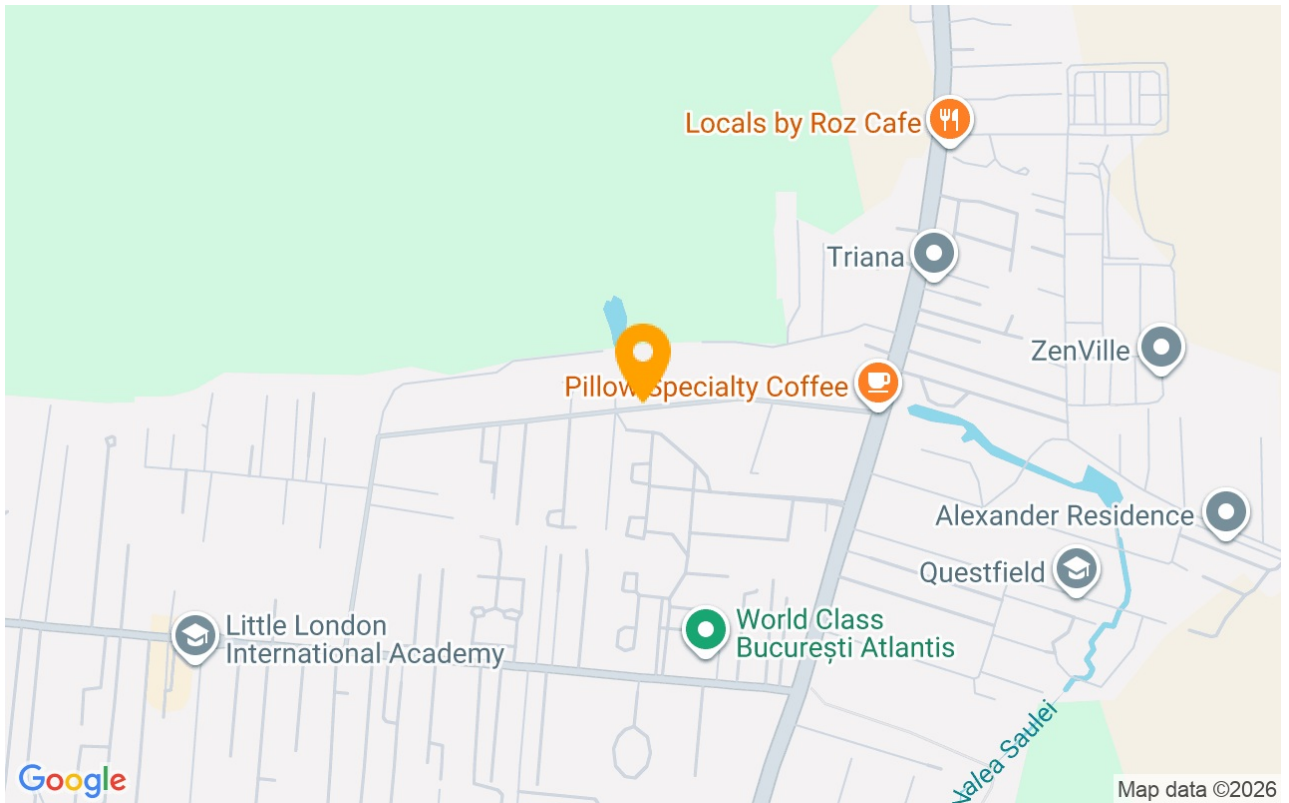 Locals by Roz Cafe
Triana
ZenVille
Pillow Specialty Coffee
Alexander Residence
Questfield
World Class
București Atlantis
Little London
International Academy
Valea Saulei
Google
Map data ©2026